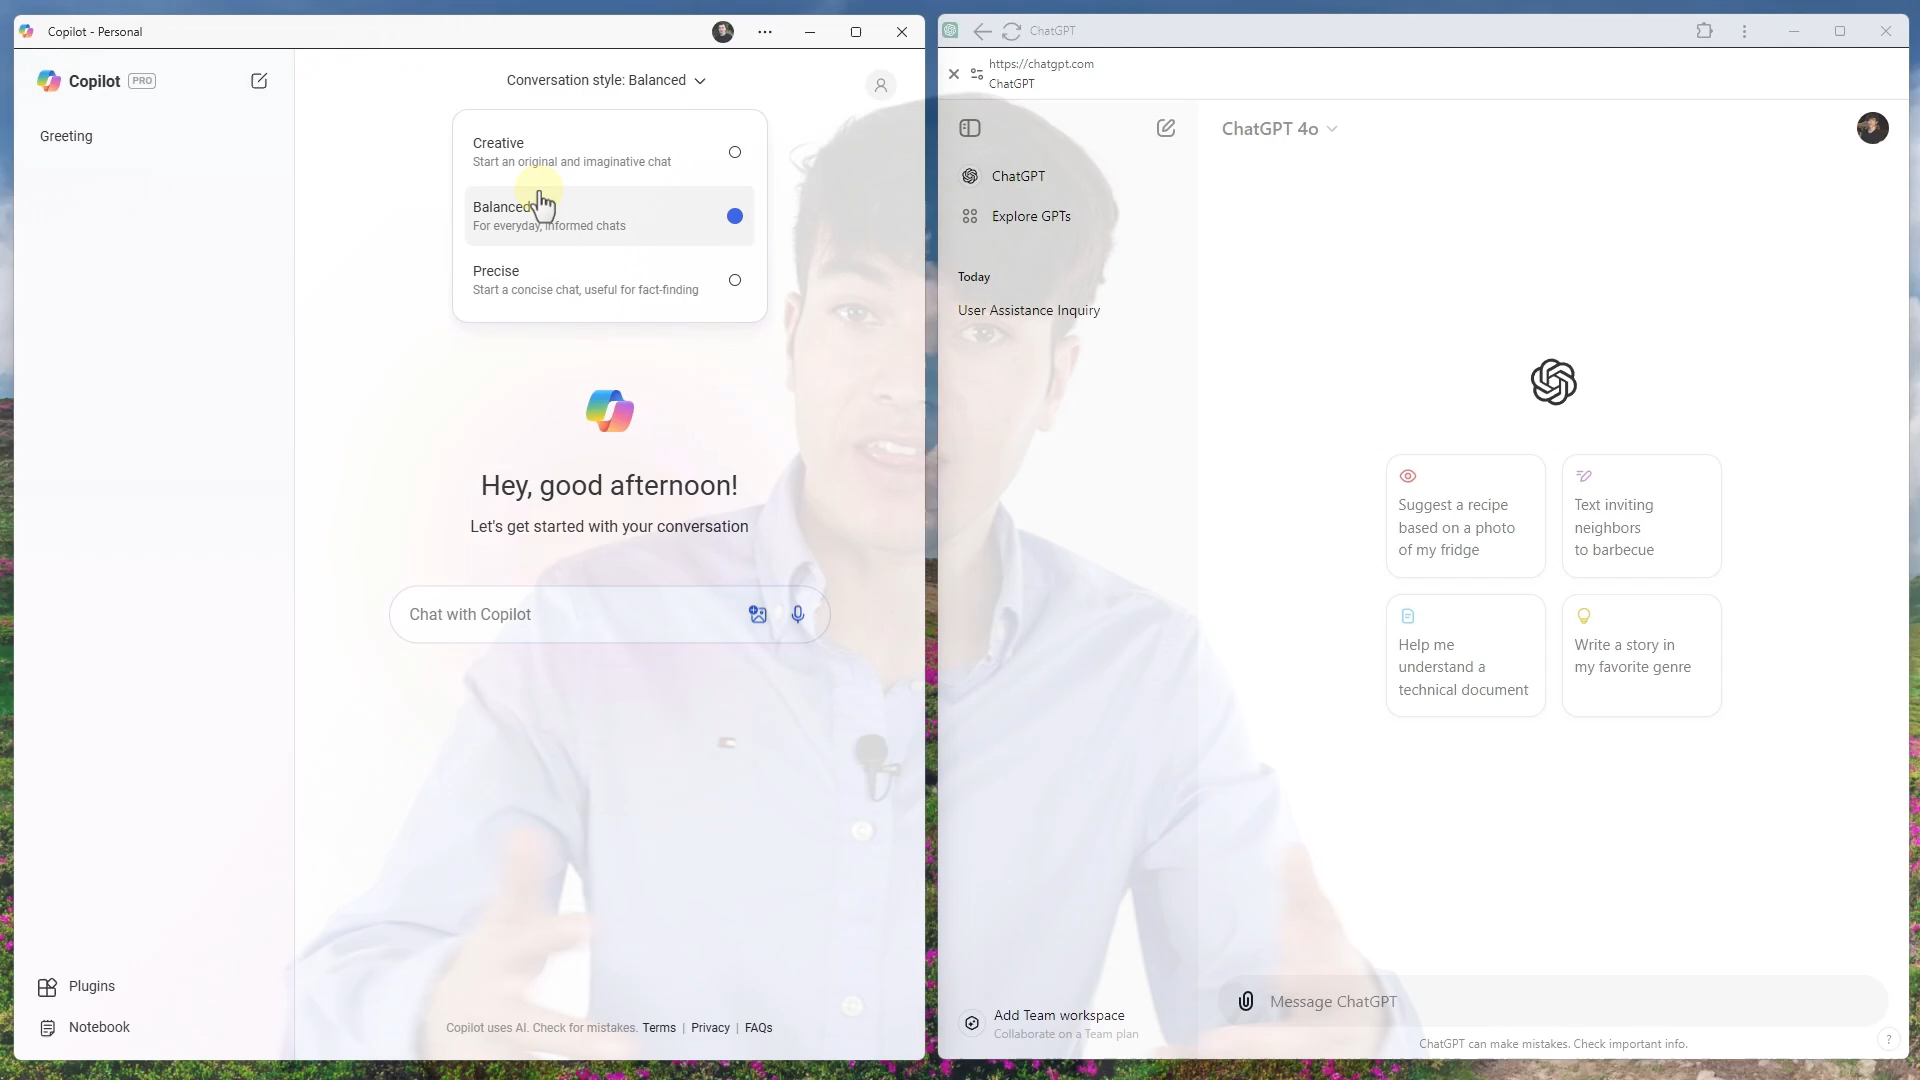 Copilot - Personal
Copilot PRO
Greeting
Conversation style: Balanced
Creative
Start an original and imaginative chat
Balanced
For everyday, informed chats
Precise
Start a concise chat, useful for fact-finding
Hey, good afternoon!
Let's get started with your conversation
Chat with Copilot
Plugins
Notebook
Copilot uses AI. Check for mistakes. Terms | Privacy | FAQs
ChatGPT
https://chatgpt.com
ChatGPT
ChatGPT
Explore GPTs
Today
User Assistance Inquiry
Add Team workspace
Collaborate on a Team plan
ChatGPT 4o
Suggest a recipe
based on a photo
of my fridge
Text inviting
neighbors
to barbecue
Help me
understand a
technical document
Write a story in
my favorite genre
Message ChatGPT
ChatGPT can make mistakes. Check important info.
?